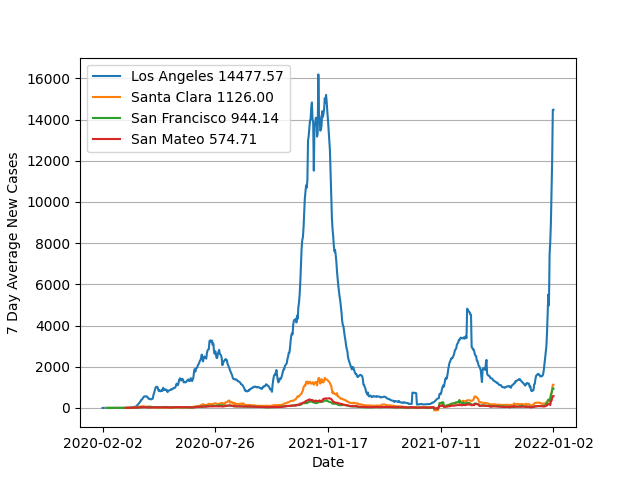 Los Angeles 14477.57
Santa Clara 1126.00
San Francisco 944.14
San Mateo 574.71
16000
14000
12000
10000
8000
6000
4000
2000
0
7 Day Average New Cases
2020-02-02 2020-07-26 2021-01-17 2021-07-11 2022-01-02
Date